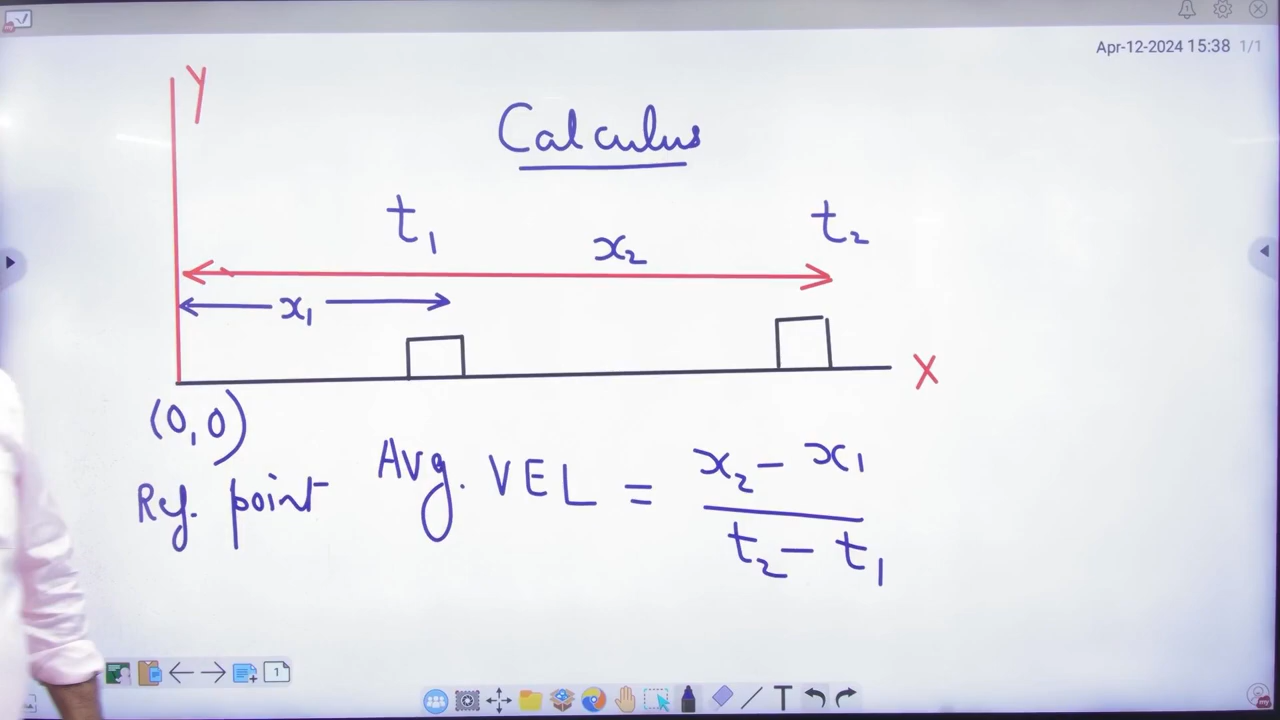 Apr-12-2024 15:38 1/1
Y
Calculus
t₁ t₂
x₂
x₁
X
(0,0)
Ref. point
Avg. VEL = x₂ - x₁
t₂ - t₁
1
T